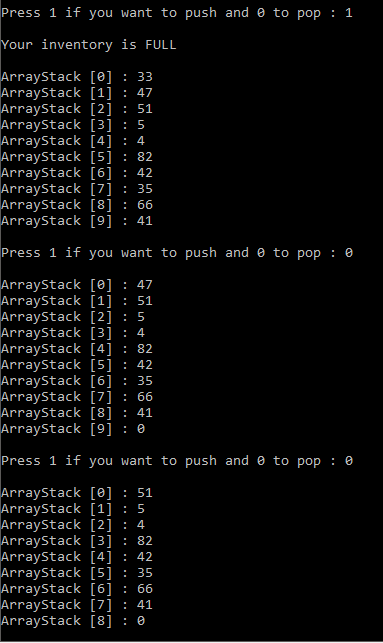 Press 1 if you want to push and 0 to pop : 1
Your inventory is FULL
ArrayStack [0] : 33
ArrayStack [1] : 47
ArrayStack [2] : 51
ArrayStack [3] : 5
ArrayStack [4] : 4
ArrayStack [5] : 82
ArrayStack [6] : 42
ArrayStack [7] : 35
ArrayStack [8] : 66
ArrayStack [9] : 41
Press 1 if you want to push and 0 to pop : 0
ArrayStack [0] : 47
ArrayStack [1] : 51
ArrayStack [2] : 5
ArrayStack [3] : 4
ArrayStack [4] : 82
ArrayStack [5] : 42
ArrayStack [6] : 35
ArrayStack [7] : 66
ArrayStack [8] : 41
ArrayStack [9] : 0
Press 1 if you want to push and 0 to pop : 0
ArrayStack [0] : 51
ArrayStack [1] : 5
ArrayStack [2] : 4
ArrayStack [3] : 82
ArrayStack [4] : 42
ArrayStack [5] : 35
ArrayStack [6] : 66
ArrayStack [7] : 41
ArrayStack [8] : 0